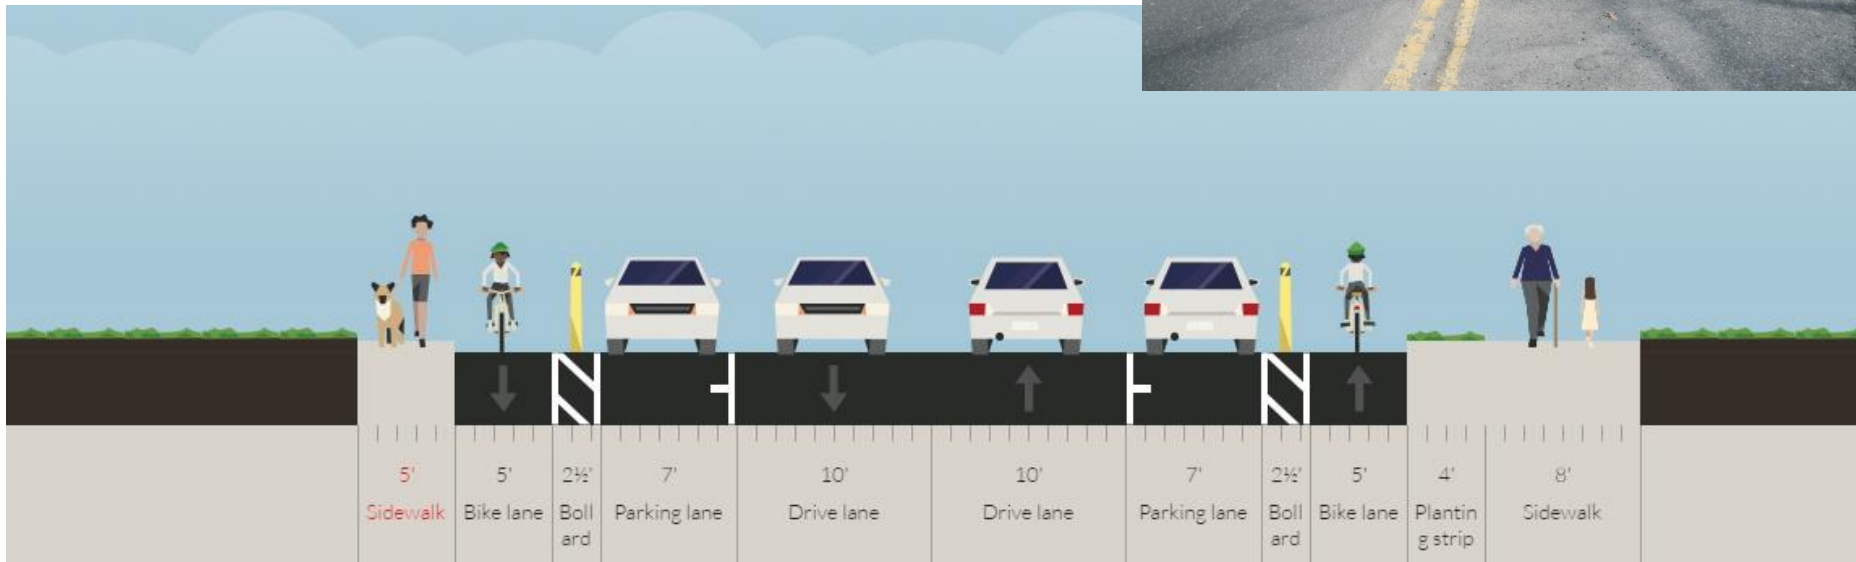 5' 5' 2½' 7' 10' 10' 7' 2½' 5' 4' 8'
Sidewalk Bike lane Boll Parking lane Drive lane Drive lane Parking lane Boll Bike lane Plantin Sidewalk
ard ard g strip